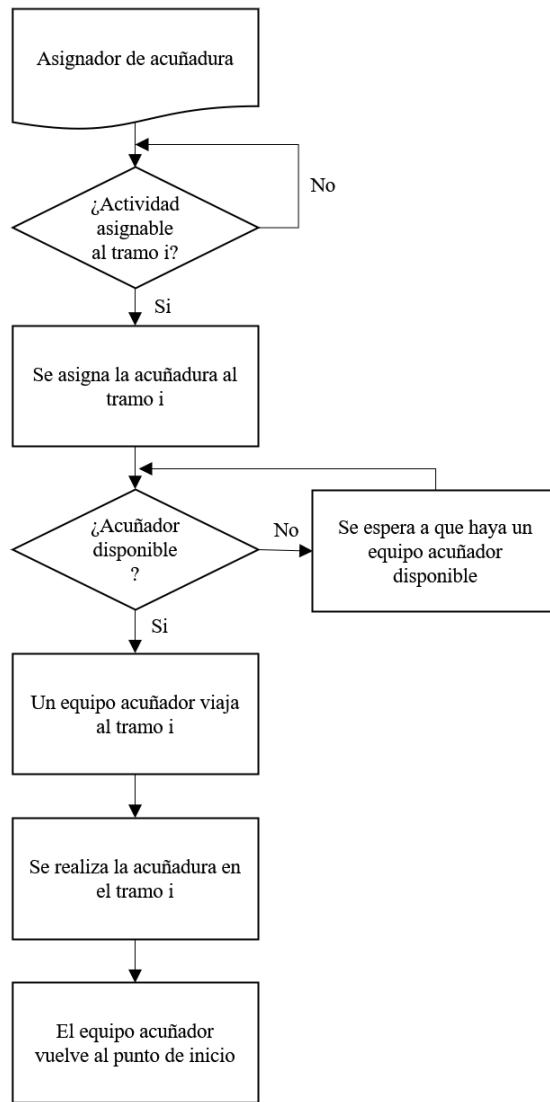 Asignador de acuñadura
No
¿Actividad
asignable
al tramo i?
Si
Se asigna la acuñadura al
tramo i
¿Acuñador
disponible
?
No
Se espera a que haya un
equipo acuñador
disponible
Si
Un equipo acuñador viaja
al tramo i
Se realiza la acuñadura en
el tramo i
El equipo acuñador
vuelve al punto de inicio